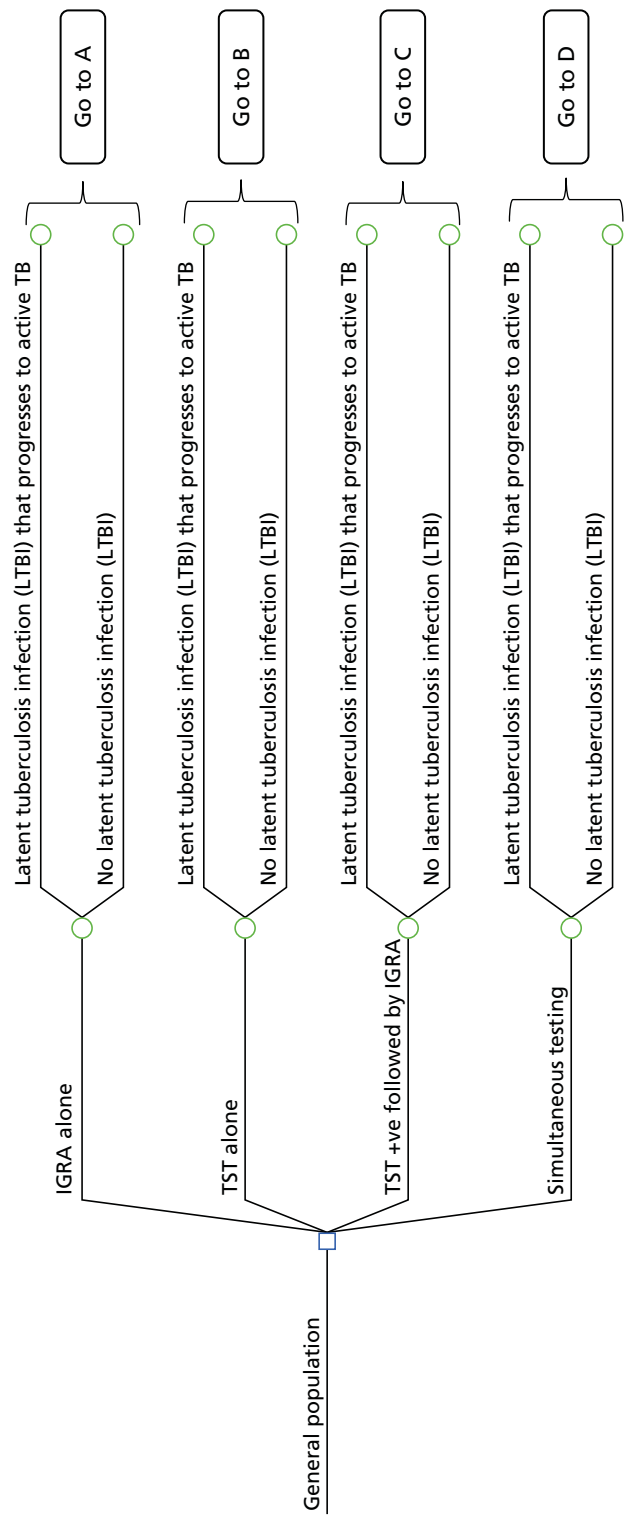 General population
IGRA alone
Latent tuberculosis infection (LTBI) that progresses to active TB
No latent tuberculosis infection (LTBI)
Go to A
TST alone
Latent tuberculosis infection (LTBI) that progresses to active TB
No latent tuberculosis infection (LTBI)
Go to B
TST +ve followed by IGRA
Latent tuberculosis infection (LTBI) that progresses to active TB
No latent tuberculosis infection (LTBI)
Go to C
Simultaneous testing
Latent tuberculosis infection (LTBI) that progresses to active TB
No latent tuberculosis infection (LTBI)
Go to D